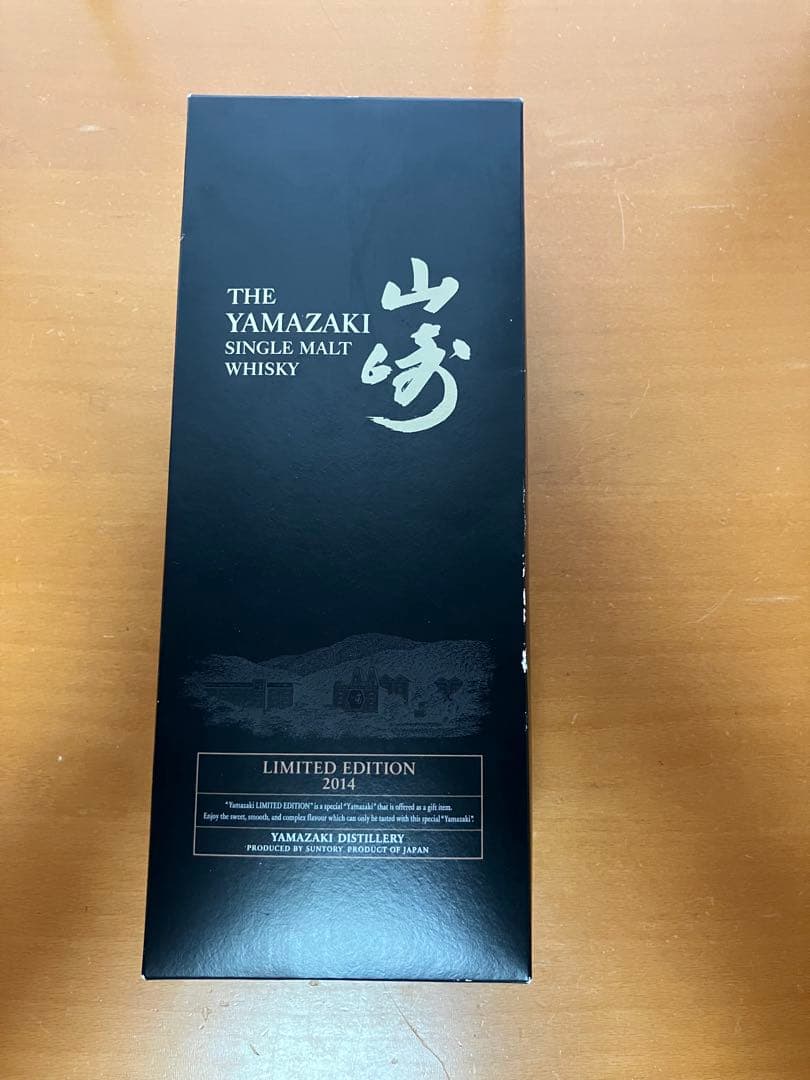 THE
YAMAZAKI
SINGLE MALT
WHISKY
山崎
LIMITED EDITION
2014
"Yamazaki LIMITED EDITION" is a special "Yamazaki" that is offered as a gift item.
Enjoy the sweet, smooth, and complex flavour which can only be tasted with this special "Yamazaki".
YAMAZAKI DISTILLERY
PRODUCED BY SUNTORY PRODUCT OF JAPAN